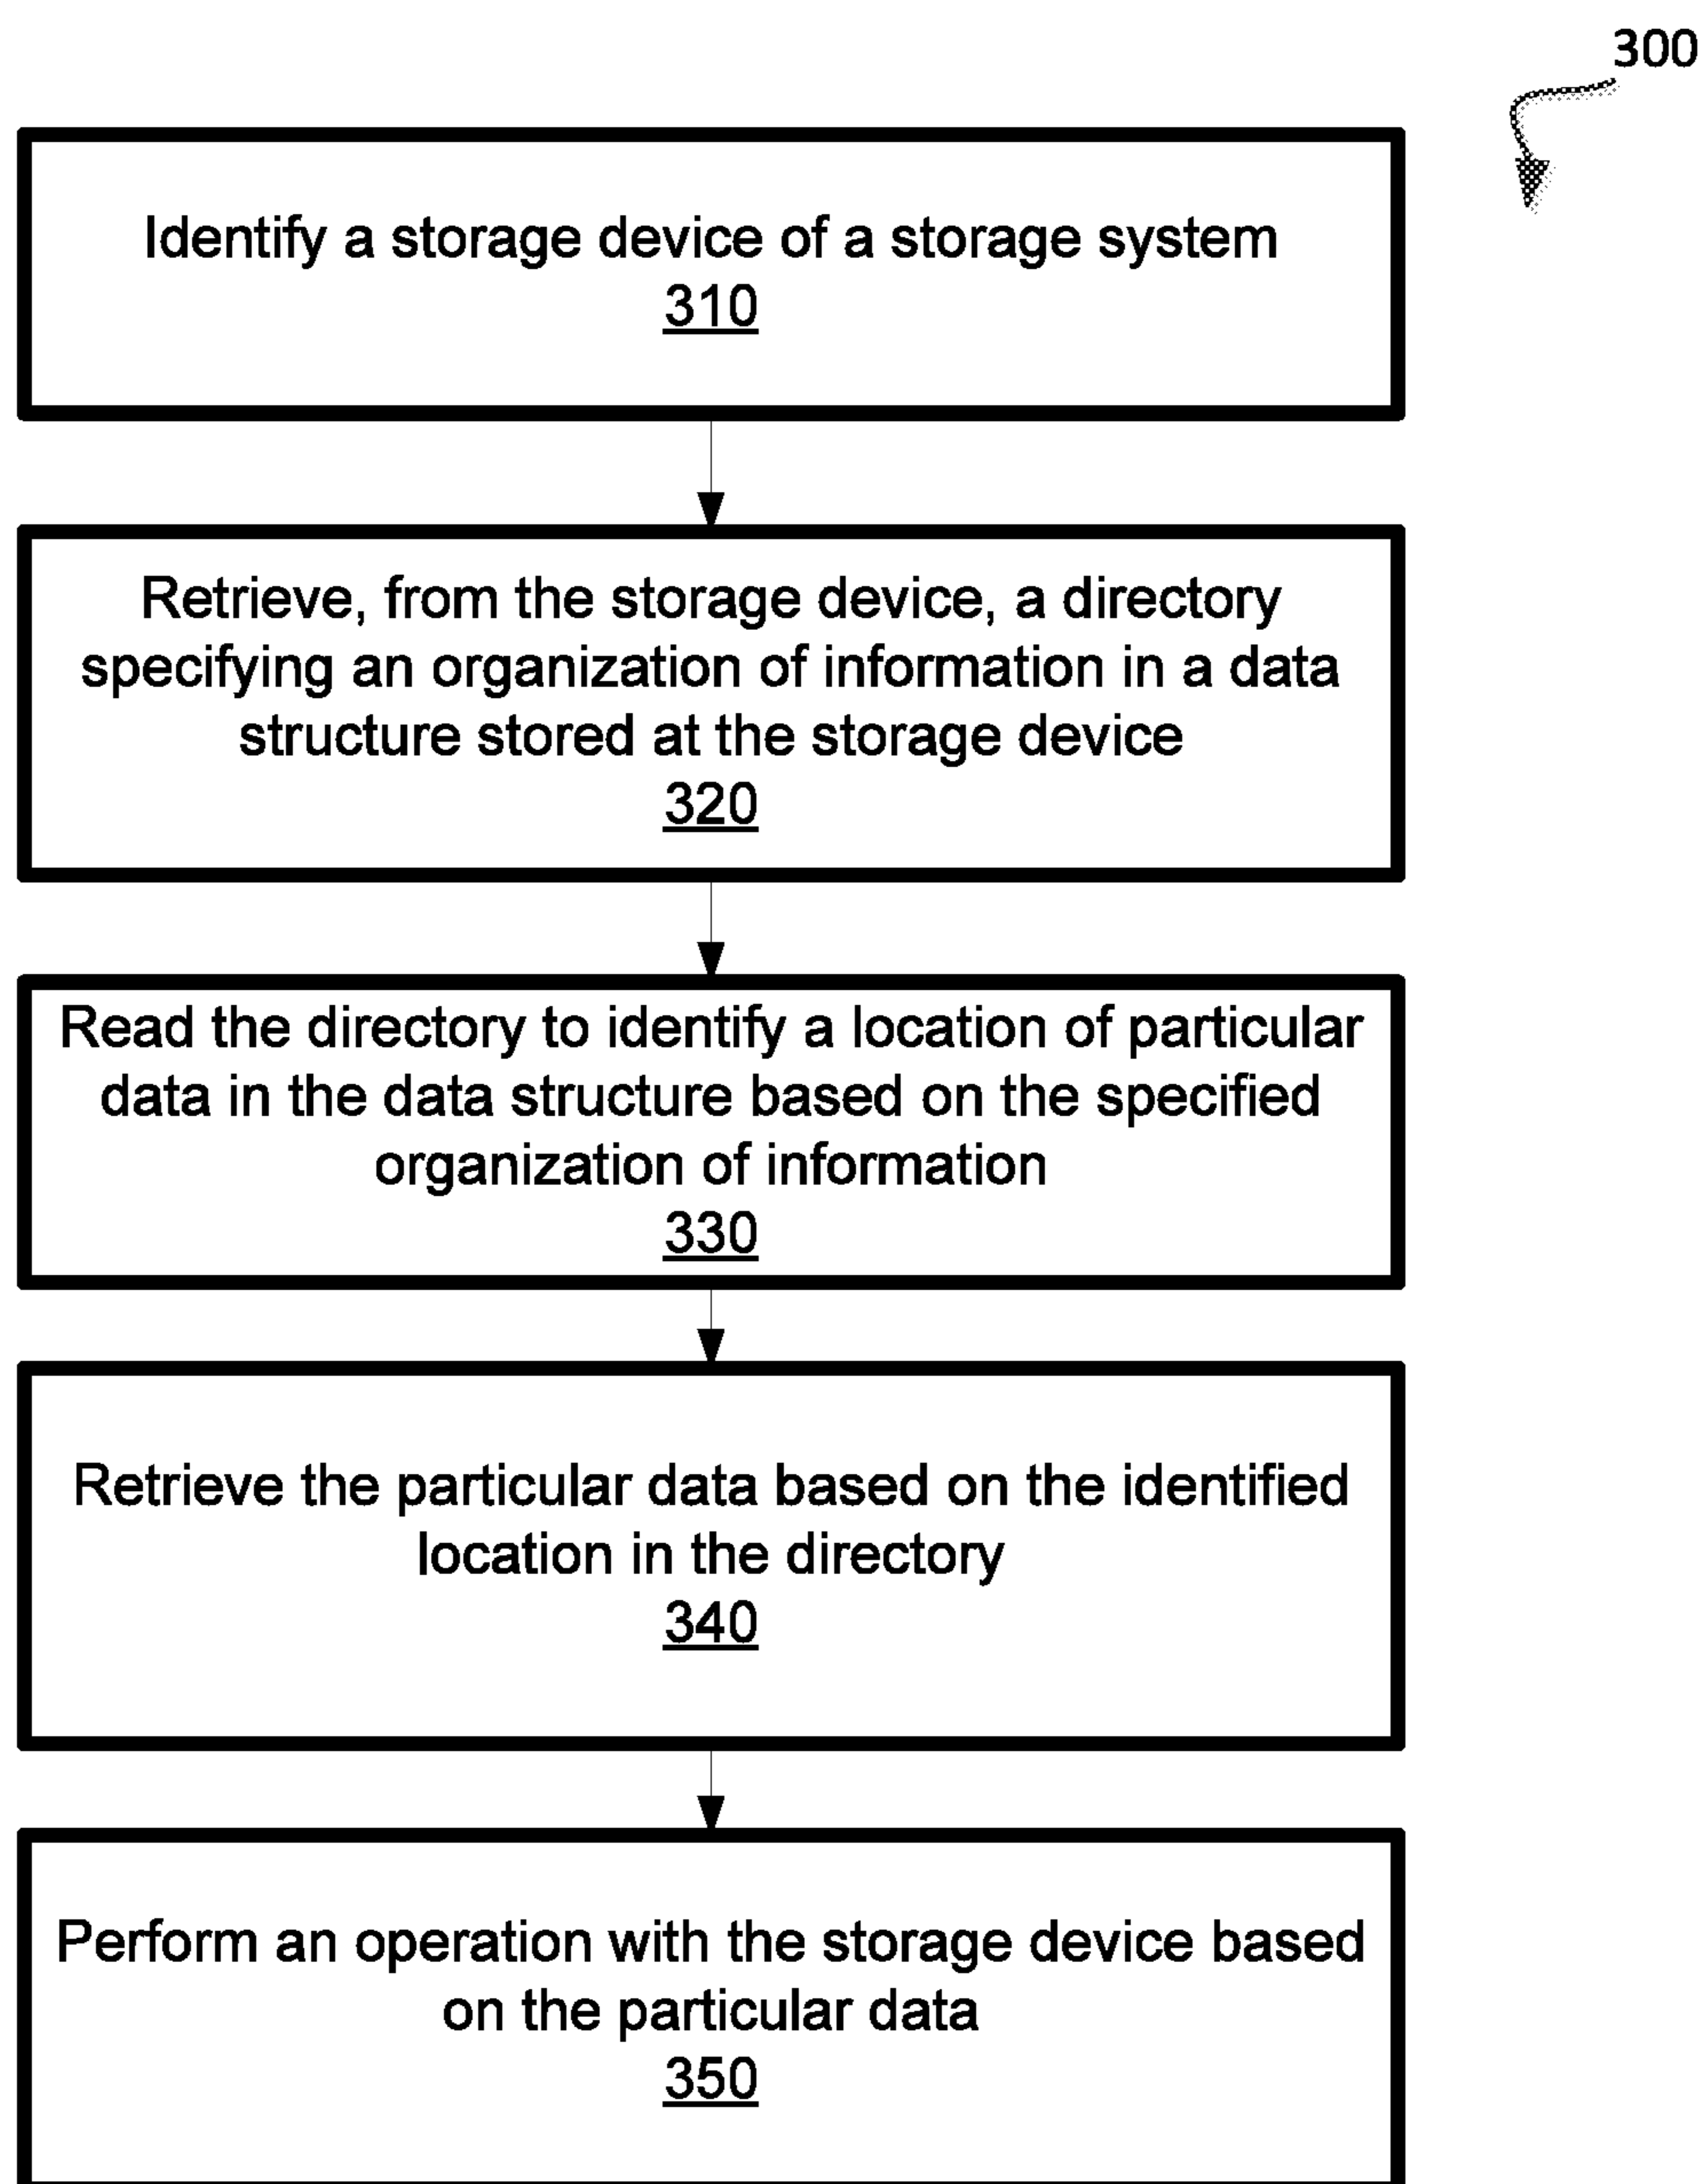 300
Identify a storage device of a storage system
310
Retrieve, from the storage device, a directory
specifying an organization of information in a data
structure stored at the storage device
320
Read the directory to identify a location of particular
data in the data structure based on the specified
organization of information
330
Retrieve the particular data based on the identified
location in the directory
340
Perform an operation with the storage device based
on the particular data
350